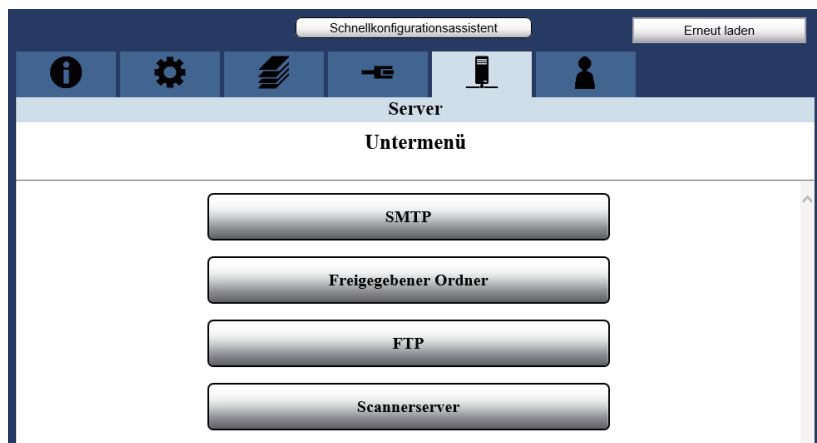 Schnellkonfigurationsassistent
Erneut laden
Server
Untermenü
SMTP
Freigegebener Ordner
FTP
Scannerserver